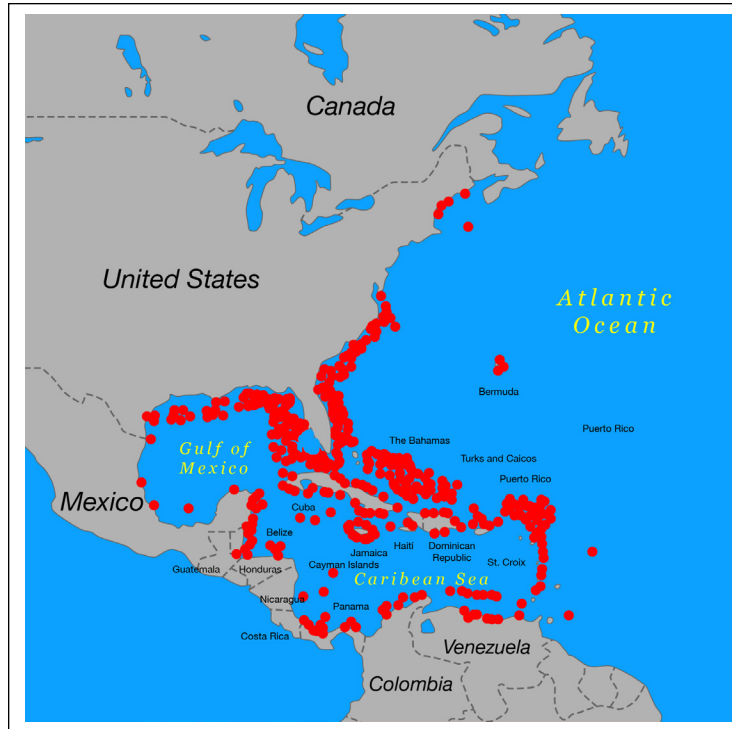 Canada
United States
Atlantic
Ocean
Bermuda
Puerto Rico
The Bahamas
Gulf of
Mexico
Turks and Caicos
Puerto Rico
Mexico
Cuba
Belize
Jamaica
Haiti
Dominican
Republic
St. Croix
Guatemala
Honduras
Cayman Islands
Caribean Sea
Nicaragua
Panama
Costa Rica
Venezuela
Colombia